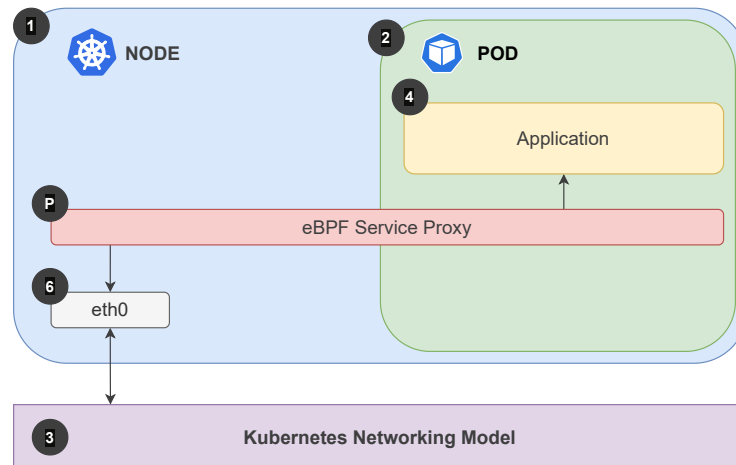 1
NODE
2
POD
4
Application
P
eBPF Service Proxy
6
eth0
3
Kubernetes Networking Model